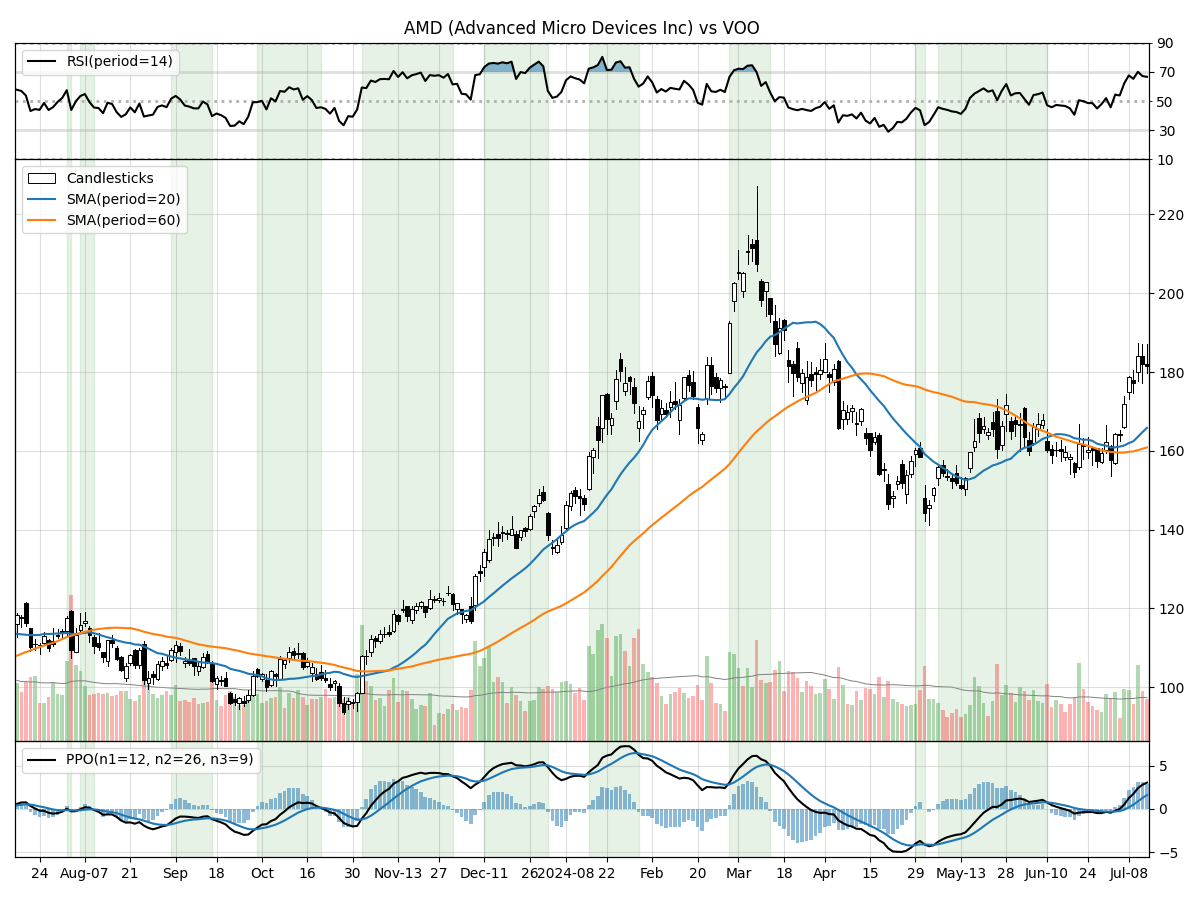 AMD (Advanced Micro Devices Inc) vs VOO
RSI(period=14)
90
70
50
30
10
Candlesticks
SMA(period=20)
SMA(period=60)
220
200
180
160
140
120
100
PPO(n1=12, n2=26, n3=9)
5
0
−5
24 Aug-07 21 Sep 18 Oct 16 30 Nov-13 27 Dec-11 26 2024-08 22 Feb 20 Mar 18 Apr 15 29 May-13 28 Jun-10 24 Jul-08